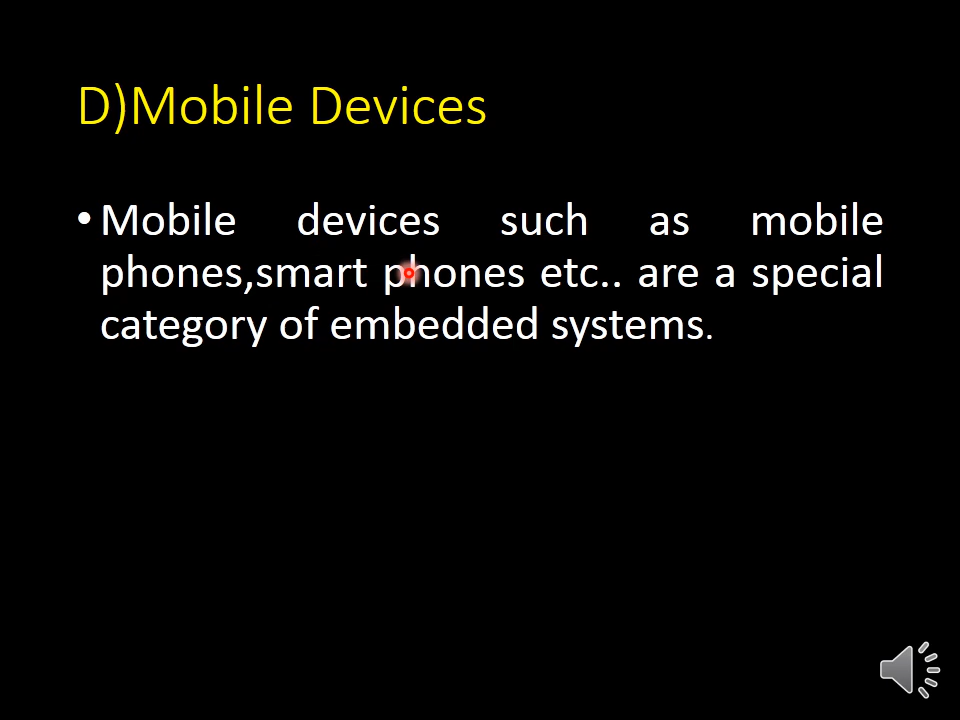 D)Mobile Devices
• Mobile devices such as mobile
phones,smart phones etc.. are a special
category of embedded systems.